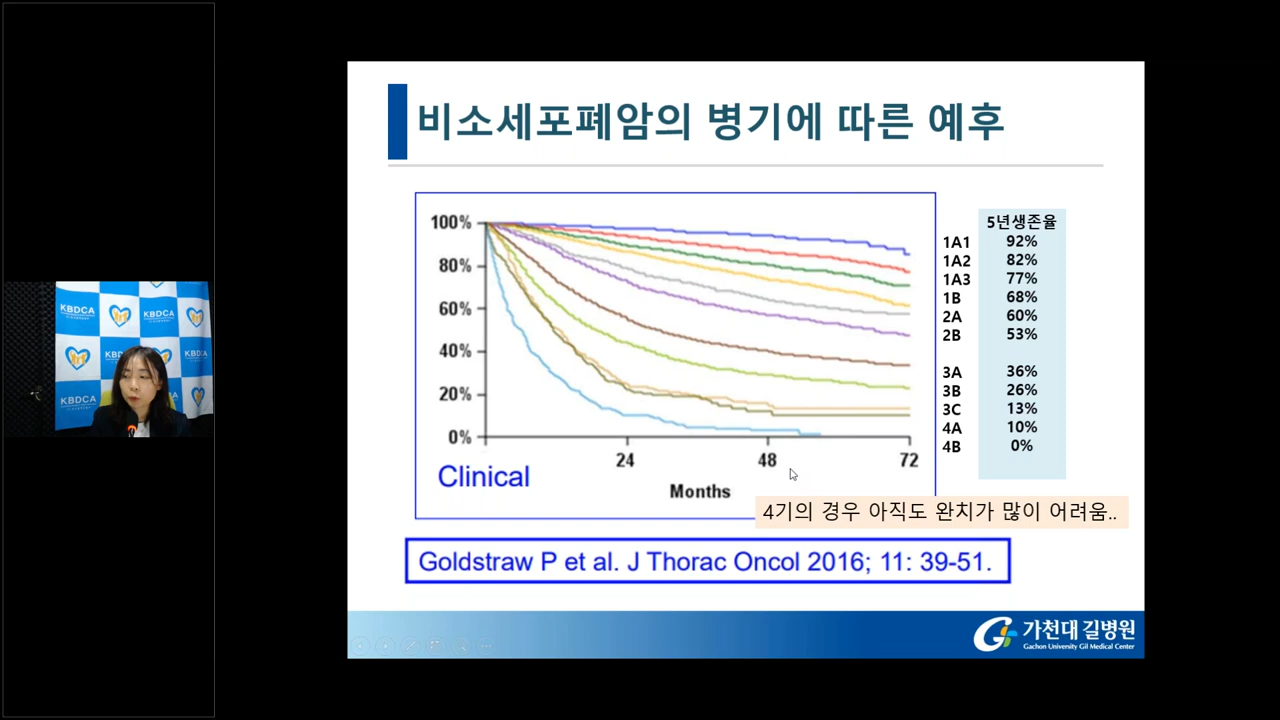 비소세포폐암의 병기에 따른 예후
100%
80%
60%
40%
20%
0%
24
48
72
Months
Clinical
5년생존율
1A1 92%
1A2 82%
1A3 77%
1B 68%
2A 60%
2B 53%
3A 36%
3B 26%
3C 13%
4A 10%
4B 0%
4기의 경우 아직도 완치가 많이 어려움..
Goldstraw P et al. J Thorac Oncol 2016; 11: 39-51.
가천대 길병원
Gachon University Gil Medical Center
KBDCA
KBDCA
KBDCA